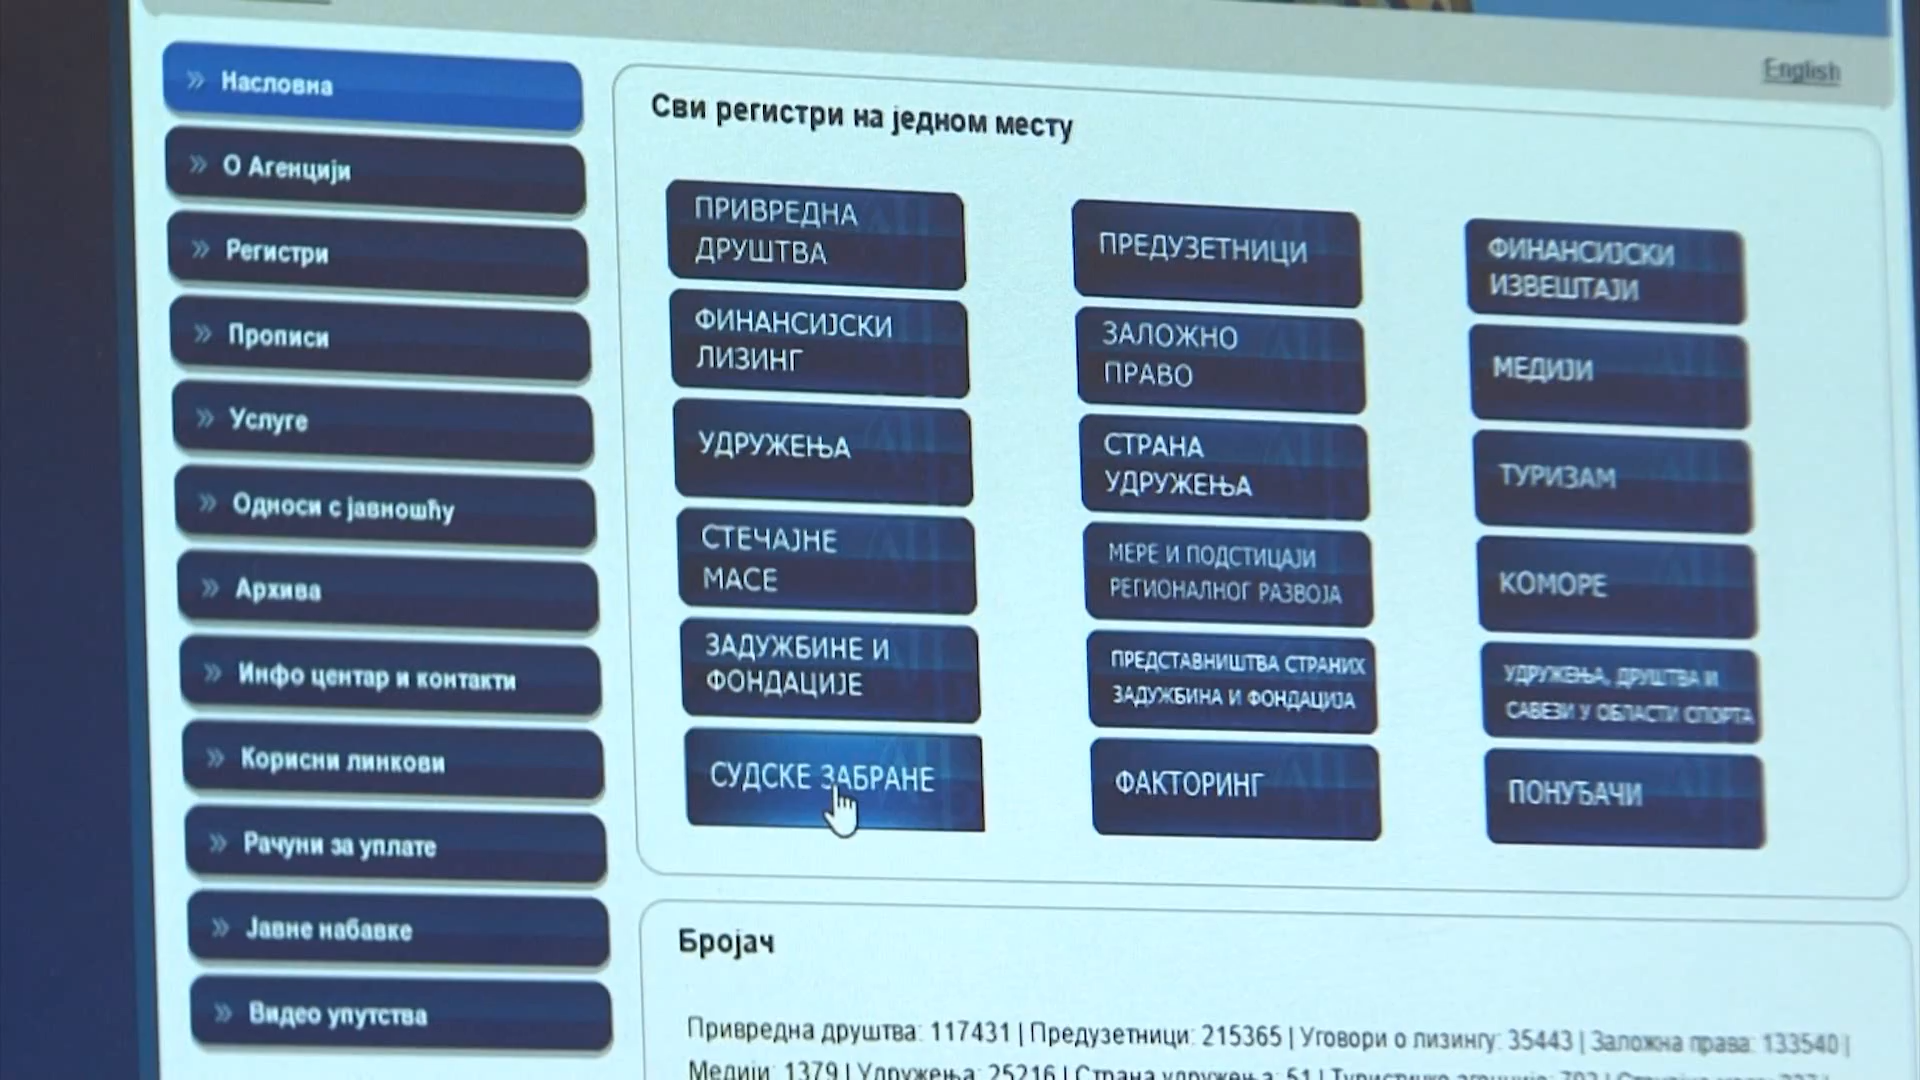 English
Насловна
О Агенцији
Регистри
Прописи
Услуге
Односи с јавношћу
Архива
Инфо центар и контакти
Корисни линкови
Рачуни за уплате
Јавне набавке
Видео упутства
Сви регистри на једном месту
ПРИВРЕДНА
ДРУШТВА
ПРЕДУЗЕТНИЦИ
ФИНАНСИЈСКИ
ИЗВЕШТАЈИ
ФИНАНСИЈСКИ
ЛИЗИНГ
ЗАЛОЖНО
ПРАВО
МЕДИЈИ
УДРУЖЕЊА
СТРАНА
УДРУЖЕЊА
ТУРИЗАМ
СТЕЧАЈНЕ
МАСЕ
МЕРЕ И ПОДСТИЦАЈИ
РЕГИОНАЛНОГ РАЗВОЈА
КОМОРЕ
ЗАДУЖБИНЕ И
ФОНДАЦИЈЕ
ПРЕДСТАВНИШТВА СТРАНИХ
ЗАДУЖБИНА И ФОНДАЦИЈА
УДРУЖЕЊА, ДРУШТВА И
САВЕЗИ У ОБЛАСТИ СПОРТА
СУДСКЕ ЗАБРАНЕ
ФАКТОРИНГ
ПОНУЂАЧИ
Бројач
Привредна друштва: 117431 | Предузетници: 215365 | Уговори о лизингу: 35443 | Заложна права: 133540 |
Медији: 1379 | Удружења: 25216 | Страна удружења: 51 |